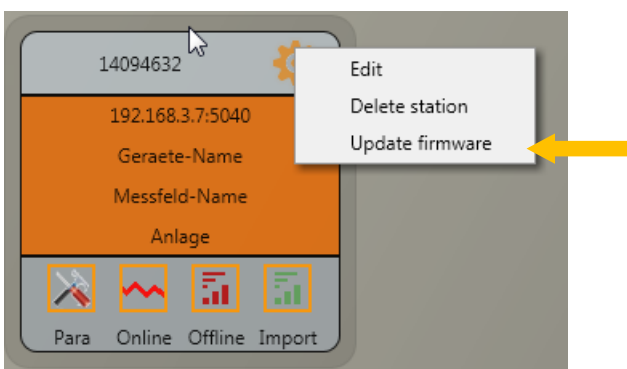 14094632
192.168.3.7:5040
Geraete-Name
Messfeld-Name
Anlage
Para Online Offline Import
Edit
Delete station
Update firmware